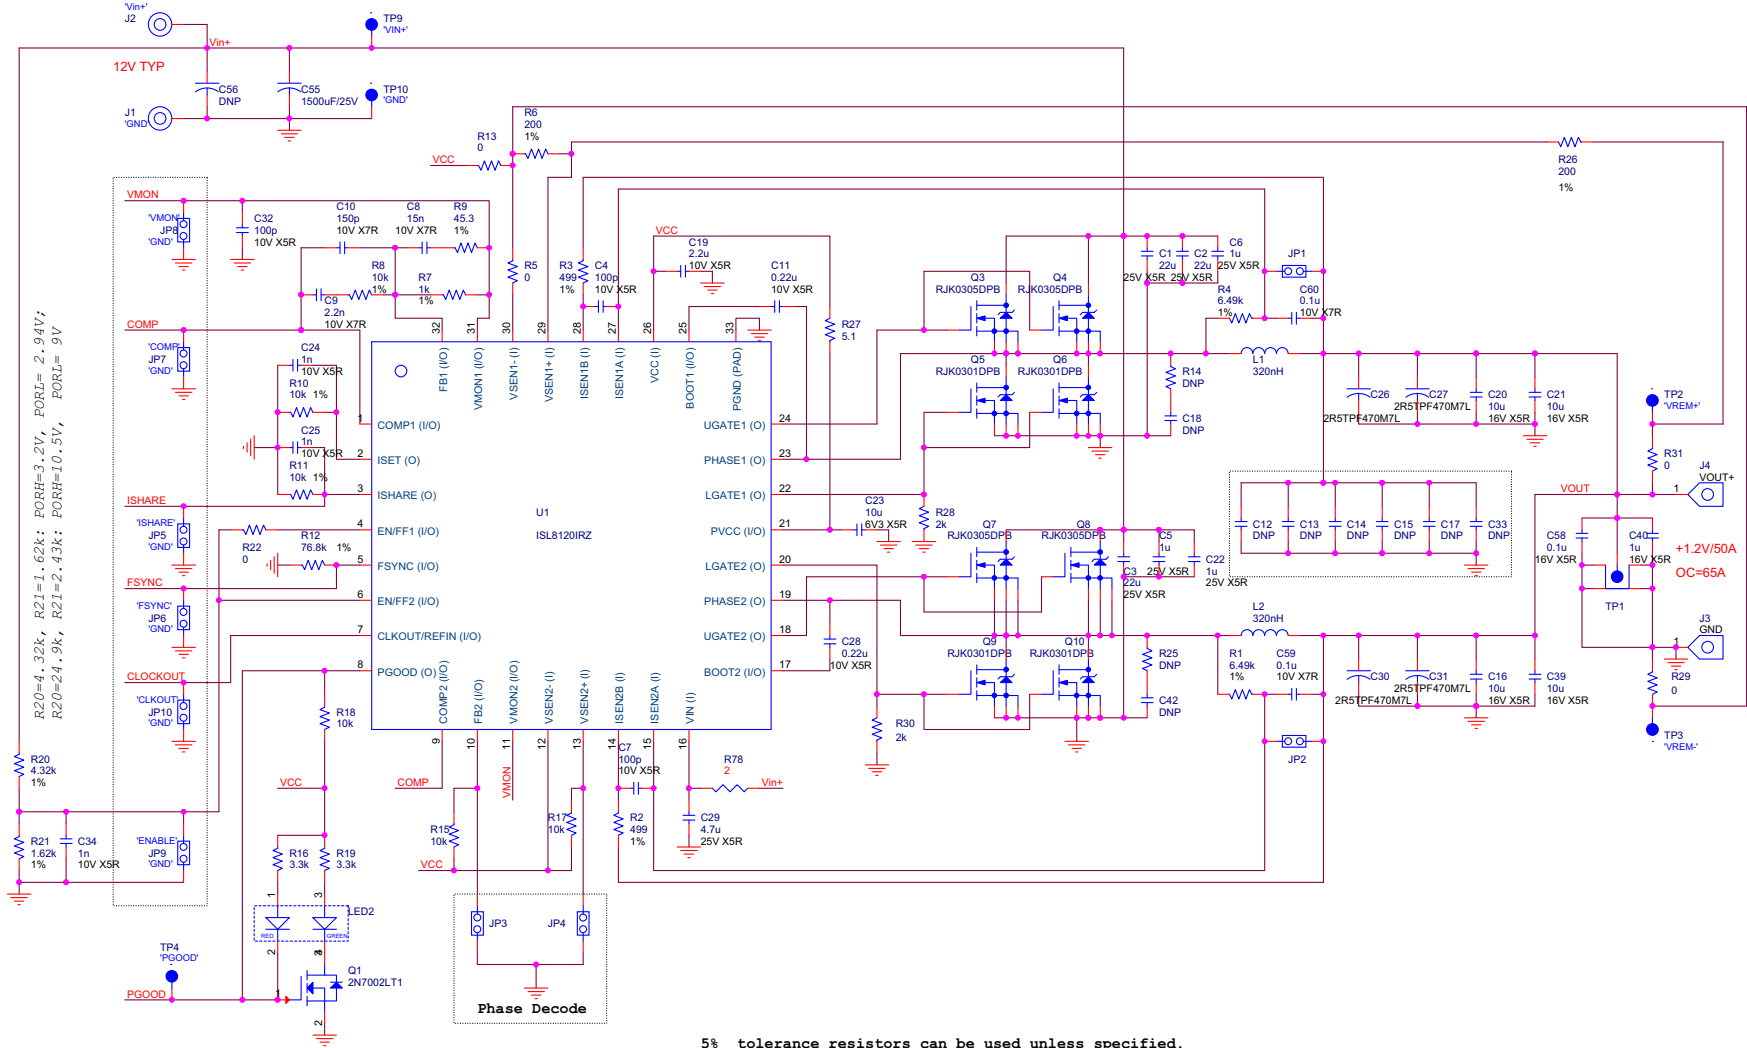 'Vin+'
J2
TP9
'VIN+'
Vin+
12V TYP
C56
DNP
C55
1500uF/25V
TP10
'GND'
J1
'GND
R6
200
1%
R13
0
VCC
R26
200
1%
VMON
'VMON'
JP8
'GND'
C32
100p
10V X5R
C10
150p
10V X7R
C8
15n
10V X7R
R9
45.3
1%
R8
10k
1%
R7
1k
1%
C9
2.2n
10V X7R
R5
0
R3
499
1%
C4
100p
10V X5R
VCC
C19
2.2u
10V X5R
C11
0.22u
10V X5R
R27
5.1
Q3
RJK0305DPB
Q4
RJK0305DPB
C1
22u
25V X5R
C2
22u
25V X5R
C6
1u
25V X5R
JP1
R4
6.49k
1%
C60
0.1u
10V X7R
COMP
'COMP'
JP7
'GND'
C24
1n
10V X5R
R10
10k 1%
C25
1n
10V X5R
R11
10k 1%
32
31
30
29
28
27
26
25
33
FB1 (I/O)
VMON1 (I/O)
VSEN1- (I)
VSEN1+ (I)
ISEN1B (I)
ISEN1A (I)
VCC (I)
BOOT1 (I/O)
PGND (PAD)
1
COMP1 (I/O)
2
ISET (O)
3
ISHARE (O)
4
EN/FF1 (I/O)
5
FSYNC (I/O)
6
EN/FF2 (I/O)
7
CLKOUT/REFIN (I/O)
8
PGOOD (O)
U1
ISL8120IRZ
UGATE1 (O)
24
PHASE1 (O)
23
LGATE1 (O)
22
PVCC (I/O)
21
LGATE2 (O)
20
PHASE2 (O)
19
UGATE2 (O)
18
BOOT2 (I/O)
17
COMP2 (I/O)
FB2 (I/O)
VMON2 (I/O)
VSEN2- (I)
VSEN2+ (I)
ISEN2B (I)
ISEN2A (I)
VIN (I)
9
10
11
12
13
14
15
16
Q5
RJK0301DPB
Q6
RJK0301DPB
R14
DNP
C18
DNP
L1
320nH
C26
2R5TPF470M7L
C27
2R5TPF470M7L
C20
10u
16V X5R
C21
10u
16V X5R
TP2
'VREM+'
R31
0
J4
VOUT+
1
VOUT
C12
DNP
C13
DNP
C14
DNP
C15
DNP
C17
DNP
C33
DNP
C58
0.1u
16V X5R
C40
1u
16V X5R
+1.2V/50A
OC=65A
TP1
J3
GND
1
R29
0
TP3
'VREM-'
C23
10u
6V3 X5R
R28
2k
Q7
RJK0305DPB
Q8
RJK0305DPB
C3
22u
25V X5R
C5
1u
25V X5R
C22
1u
25V X5R
L2
320nH
C28
0.22u
10V X5R
Q9
RJK0301DPB
Q10
RJK0301DPB
R25
DNP
C42
DNP
R1
6.49k
1%
C59
0.1u
10V X7R
C30
2R5TPF470M7L
C31
2R5TPF470M7L
C16
10u
16V X5R
C39
10u
16V X5R
R30
2k
JP2
ISHARE
'ISHARE'
JP5
'GND'
R22
0
R12
76.8k 1%
FSYNC
'FSYNC'
JP6
'GND'
CLOCKOUT
'CLKOUT'
JP10
'GND'
R20=4.32k, R21=1.62k: PORH=3.2V, PORL= 2.94V;
R20=24.9k, R21=2.43k: PORH=10.5V, PORL= 9V
R18
10k
VCC
R20
4.32k
1%
R21
1.62k
1%
C34
1n
10V X5R
'ENABLE'
JP9
'GND'
R16
3.3k
R19
3.3k
1
3
LED2
RED
GREEN
2
4
TP4
'PGOOD'
PGOOD
1
Q1
2N7002LT1
2
COMP
VMON
R15
10k
R17
10k
VCC
C7
100p
10V X5R
R2
499
1%
R78
2
Vin+
C29
4.7u
25V X5R
JP3
JP4
Phase Decode
5% tolerance resistors can be used unless specified.